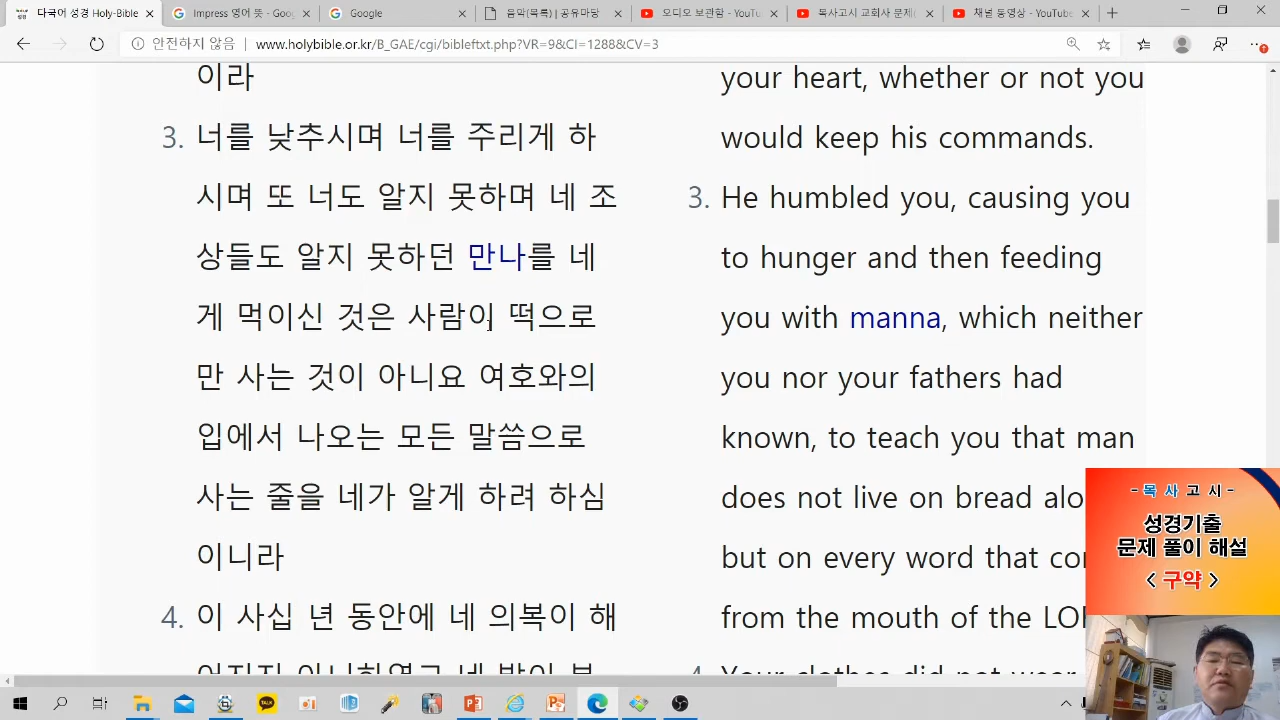 다국어 성경 Holy-Bible
Impress 영어 뜻 - Goog
Google
음악(목록) | 공유마당
오디오 보관함 - YouTu
목사고시 교회사 문제(
채널 동영상 - YouTube
안전하지 않음
www.holybible.or.kr/B_GAE/cgi/bibleftxt.php?VR=9&CI=1288&CV=3
이라
3. 너를 낮추시며 너를 주리게 하
시며 또 너도 알지 못하며 네 조
상들도 알지 못하던 만나를 네
게 먹이신 것은 사람이 떡으로
만 사는 것이 아니요 여호와의
입에서 나오는 모든 말씀으로
사는 줄을 네가 알게 하려 하심
이니라
4. 이 사십 년 동안에 네 의복이 해
your heart, whether or not you
would keep his commands.
3. He humbled you, causing you
to hunger and then feeding
you with manna, which neither
you nor your fathers had
known, to teach you that man
does not live on bread alo
but on every word that co
from the mouth of the LO
4. Your clothes did not wear
- 목 사 고 시 -
성경기출
문제 풀이 해설
< 구약 >
TALK